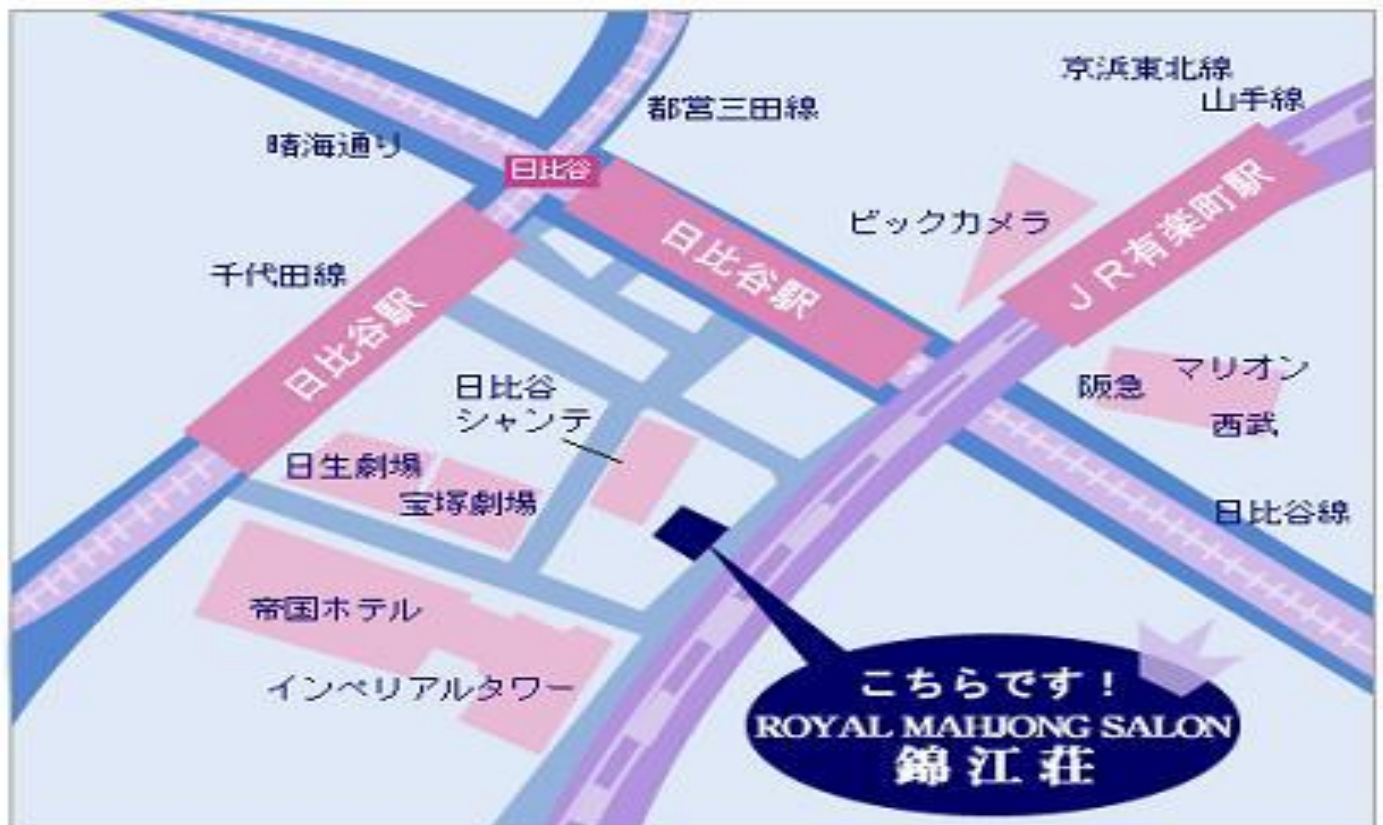 京浜東北線
山手線
都営三田線
晴海通り
日比谷
ビックカメラ
JR有楽町駅
日比谷駅
千代田線
日比谷駅
マリオン
阪急
西武
日比谷
シャンテ
日生劇場
宝塚劇場
日比谷線
帝国ホテル
インペリアルタワー
こちらです!
ROYAL MAHJONG SALON
錦江荘